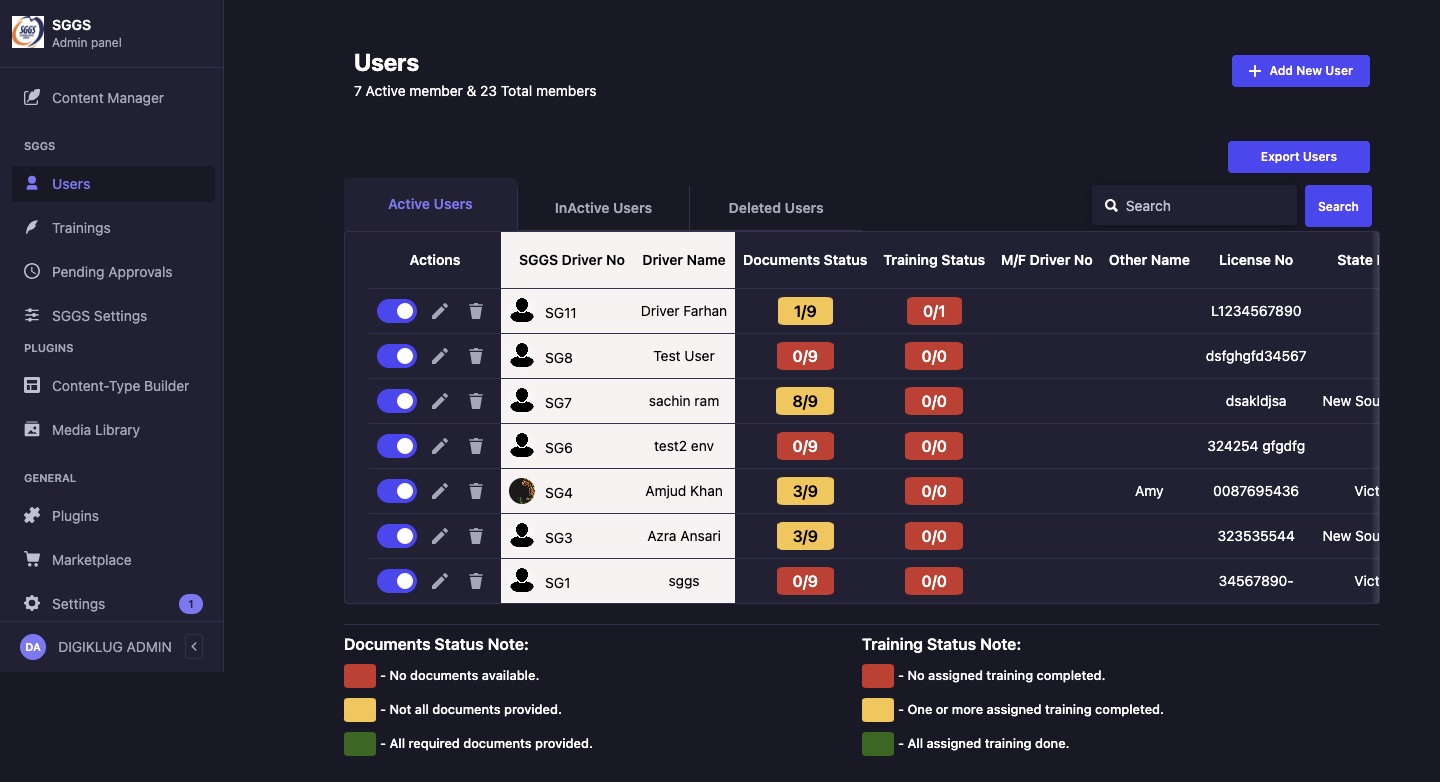 SGGS
SGGS
Admin panel
Content Manager
SGGS
Users
Trainings
Pending Approvals
SGGS Settings
PLUGINS
Content-Type Builder
Media Library
GENERAL
Plugins
Marketplace
Settings 1
DA DIGIKLUG ADMIN
Users
7 Active member & 23 Total members
Add New User
Export Users
Active Users InActive Users Deleted Users Search Search
Actions SGGS Driver No Driver Name Documents Status Training Status M/F Driver No Other Name License No State
SG11 Driver Farhan 1/9 0/1 L1234567890
SG8 Test User 0/9 0/0 dsfghgfd34567
SG7 sachin ram 8/9 0/0 dsakldjsa New Sou
SG6 test2 env 0/9 0/0 324254 gfgdfg
SG4 Amjud Khan 3/9 0/0 Amy 0087695436 Vict
SG3 Azra Ansari 3/9 0/0 323535544 New Sou
SG1 sggs 0/9 0/0 34567890- Vict
Documents Status Note:
- No documents available.
- Not all documents provided.
- All required documents provided.
Training Status Note:
- No assigned training completed.
- One or more assigned training completed.
- All assigned training done.